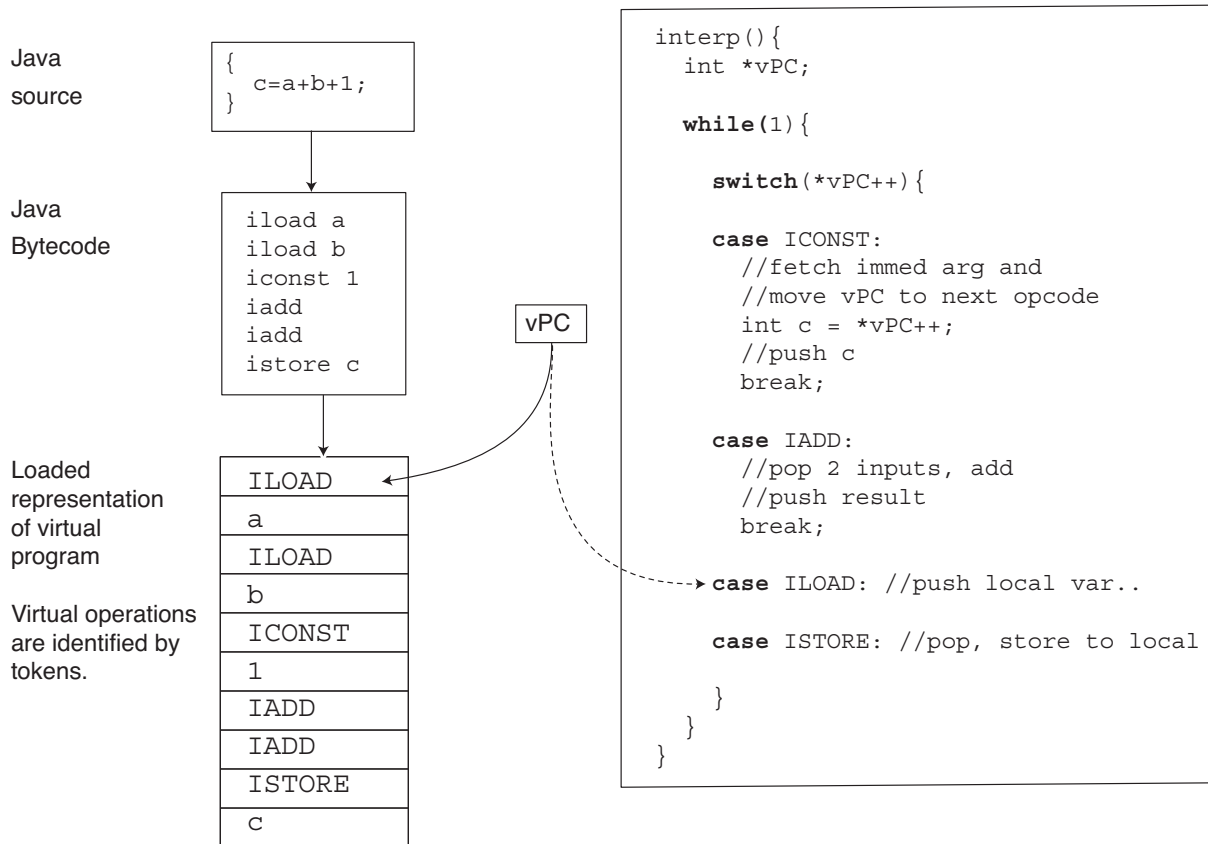 Java
source
{
c=a+b+1;
}
Java
Bytecode
iload a
iload b
iconst 1
iadd
iadd
istore c
vPC
Loaded
representation
of virtual
program
Virtual operations
are identified by
tokens.
ILOAD
a
ILOAD
b
ICONST
1
IADD
IADD
ISTORE
c
interp(){
int *vPC;
while(1){
switch(*vPC++){
case ICONST:
//fetch immed arg and
//move vPC to next opcode
int c = *vPC++;
//push c
break;
case IADD:
//pop 2 inputs, add
//push result
break;
case ILOAD: //push local var..
case ISTORE: //pop, store to local
}
}
}